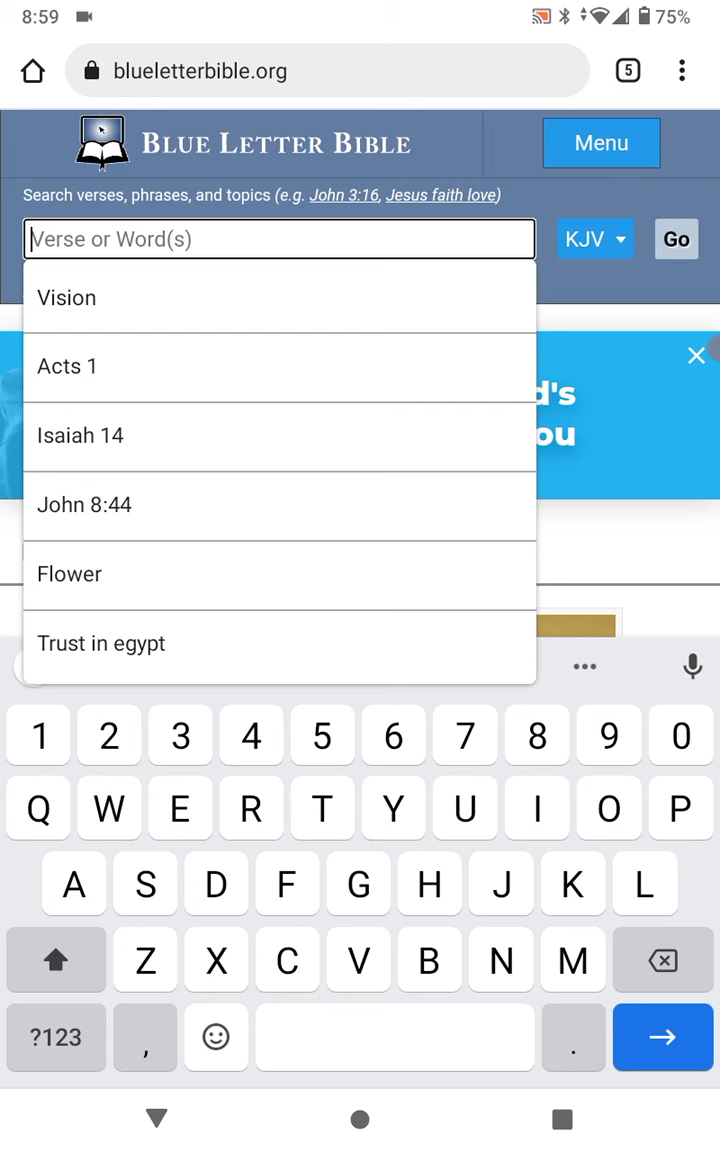 8:59 75%
blueletterbible.org 5
BLUE LETTER BIBLE Menu
Search verses, phrases, and topics (e.g. John 3:16, Jesus faith love)
Verse or Word(s) KJV Go
Vision
Acts 1
d's
Isaiah 14 ou
John 8:44
Flower
Trust in egypt
1 2 3 4 5 6 7 8 9 0
Q W E R T Y U I O P
A S D F G H J K L
Z X C V B N M
?123 , .